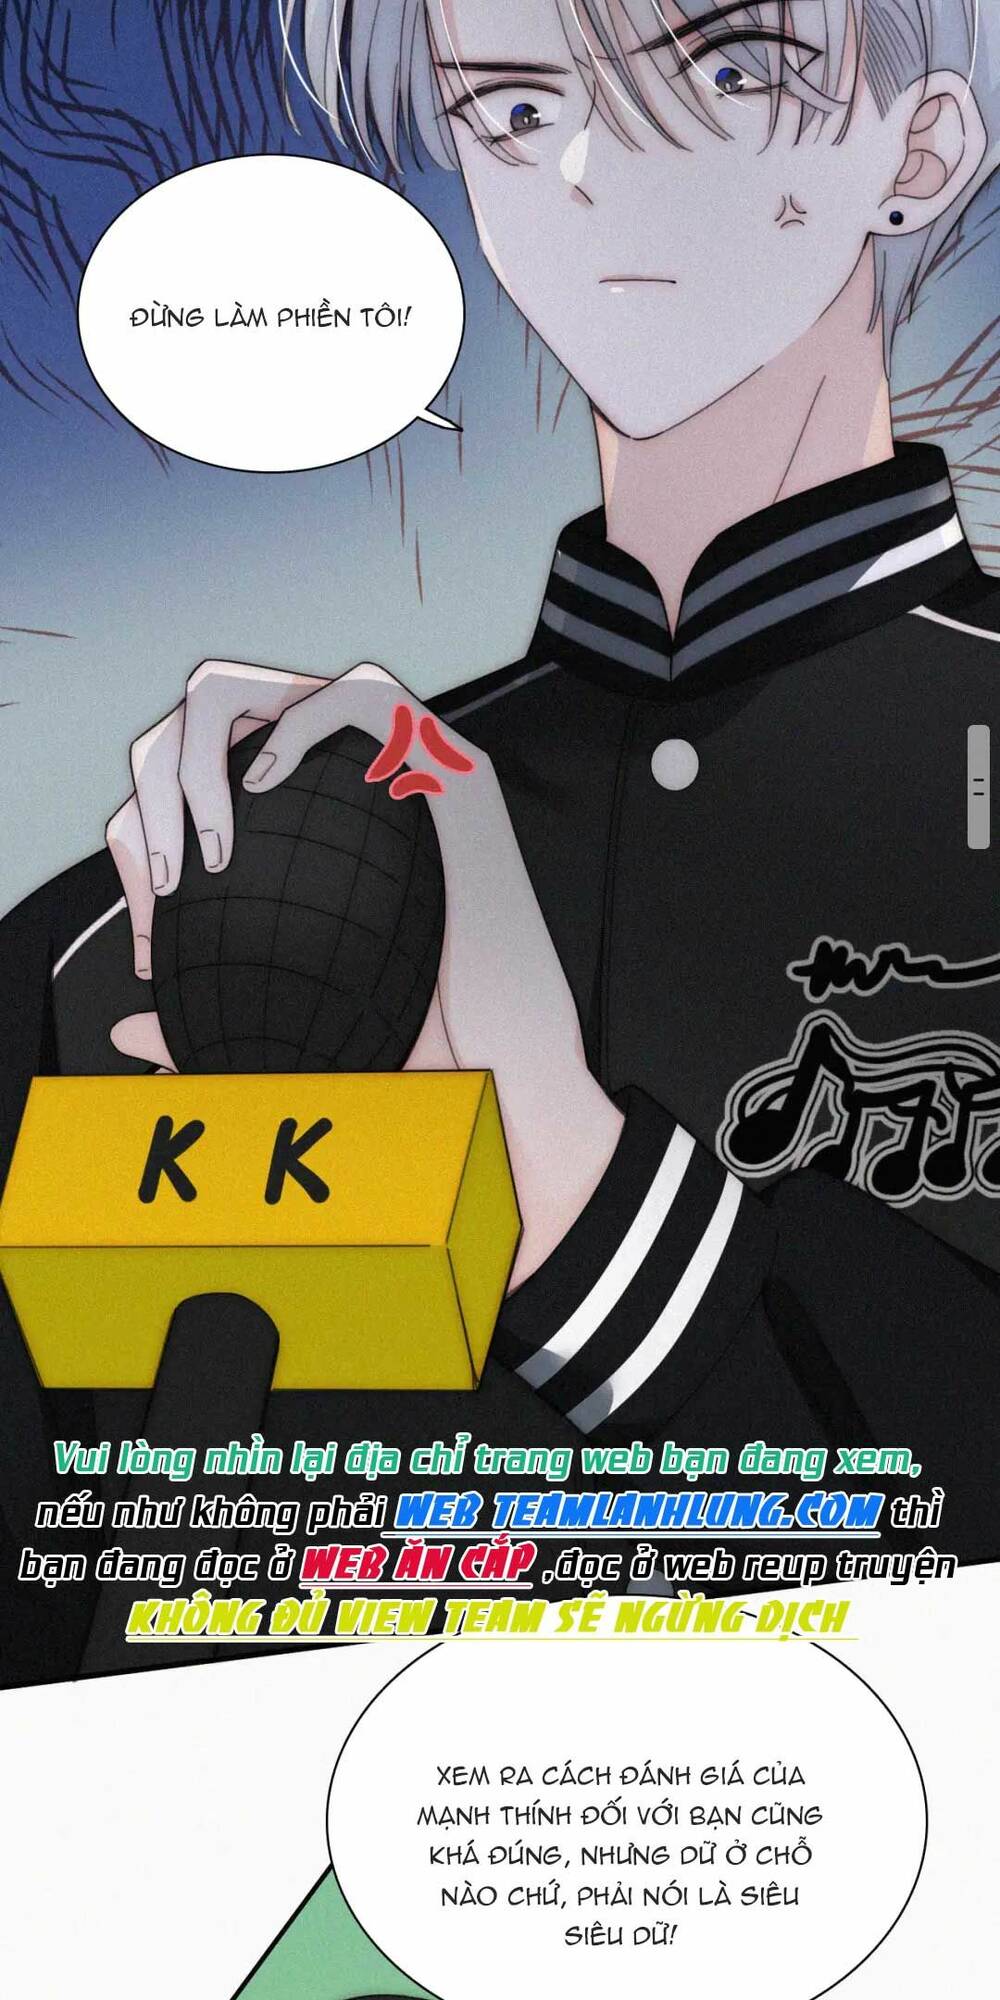 ĐỪNG LÀM PHIỀN TÔI!
K K
Vui lòng nhìn lại địa chỉ trang web bạn đang xem,
nếu như không phải WEB TEAMLANHLUNG.COM thì
bạn đang đọc ở WEB ĂN CẮP ,đọc ở web reup truyện
KHÔNG ĐỦ VIEW TEAM SẼ NGỪNG DỊCH
XEM RA CÁCH ĐÁNH GIÁ CỦA
MẠNH THÍNH ĐỐI VỚI BẠN CŨNG
KHÁ ĐÚNG, NHƯNG DỮ Ở CHỖ
NÀO CHỨ, PHẢI NÓI LÀ SIÊU
SIÊU DỮ!